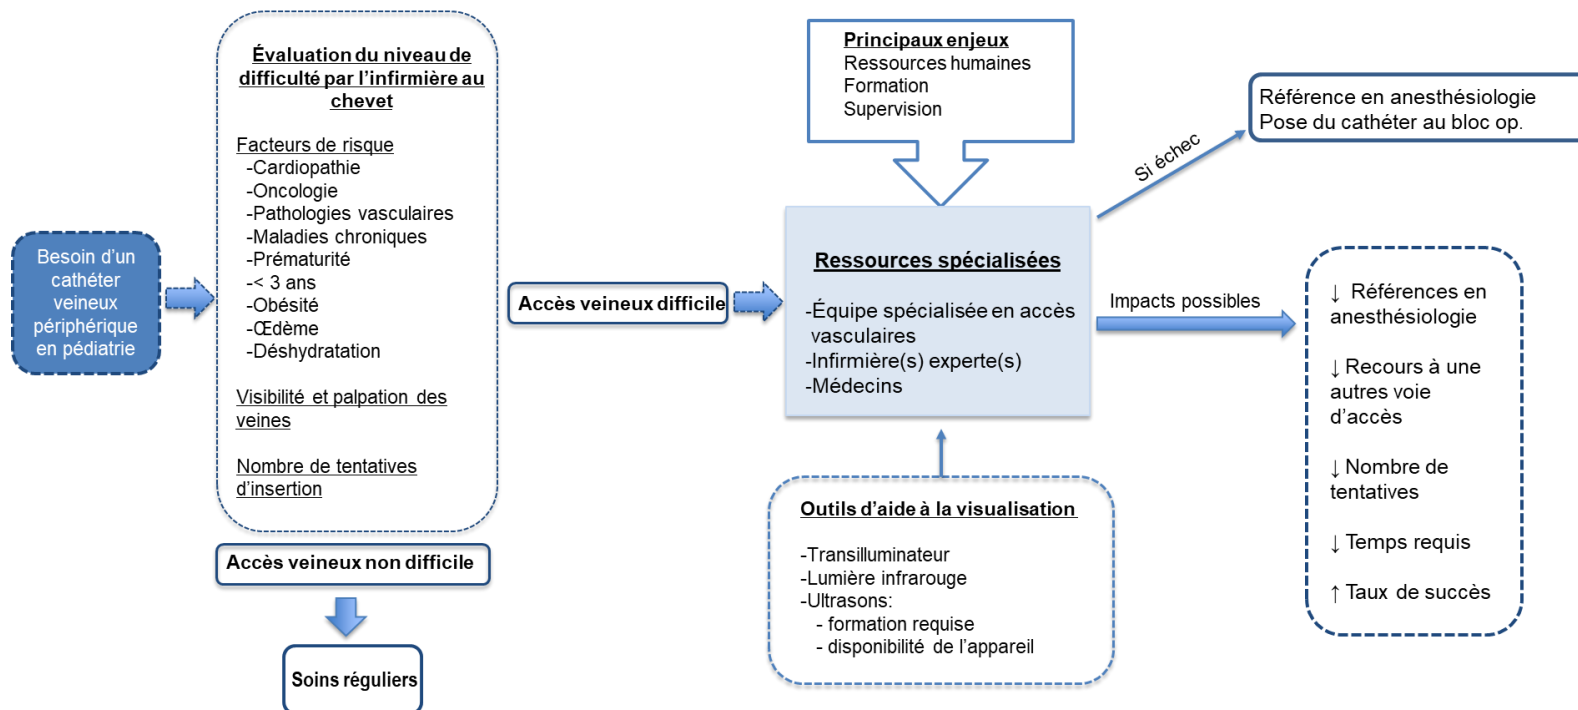 Besoin d'un
cathéter
veineux
périphérique
en pédiatrie
Évaluation du niveau de
difficulté par l'infirmière au
chevet
Facteurs de risque
-Cardiopathie
-Oncologie
-Pathologies vasculaires
-Maladies chroniques
-Prématurité
-< 3 ans
-Obésité
-Œdème
-Déshydratation
Visibilité et palpation des
veines
Nombre de tentatives
d'insertion
Accès veineux non difficile
Soins réguliers
Accès veineux difficile
Principaux enjeux
Ressources humaines
Formation
Supervision
Ressources spécialisées
-Équipe spécialisée en accès
vasculaires
-Infirmière(s) experte(s)
-Médecins
Outils d'aide à la visualisation
-Transilluminateur
-Lumière infrarouge
-Ultrasons:
- formation requise
- disponibilité de l'appareil
Si échec
Référence en anesthésiologie
Pose du cathéter au bloc op.
Impacts possibles
↓ Références en
anesthésiologie
↓ Recours à une
autres voie
d'accès
↓ Nombre de
tentatives
↓ Temps requis
↑ Taux de succès